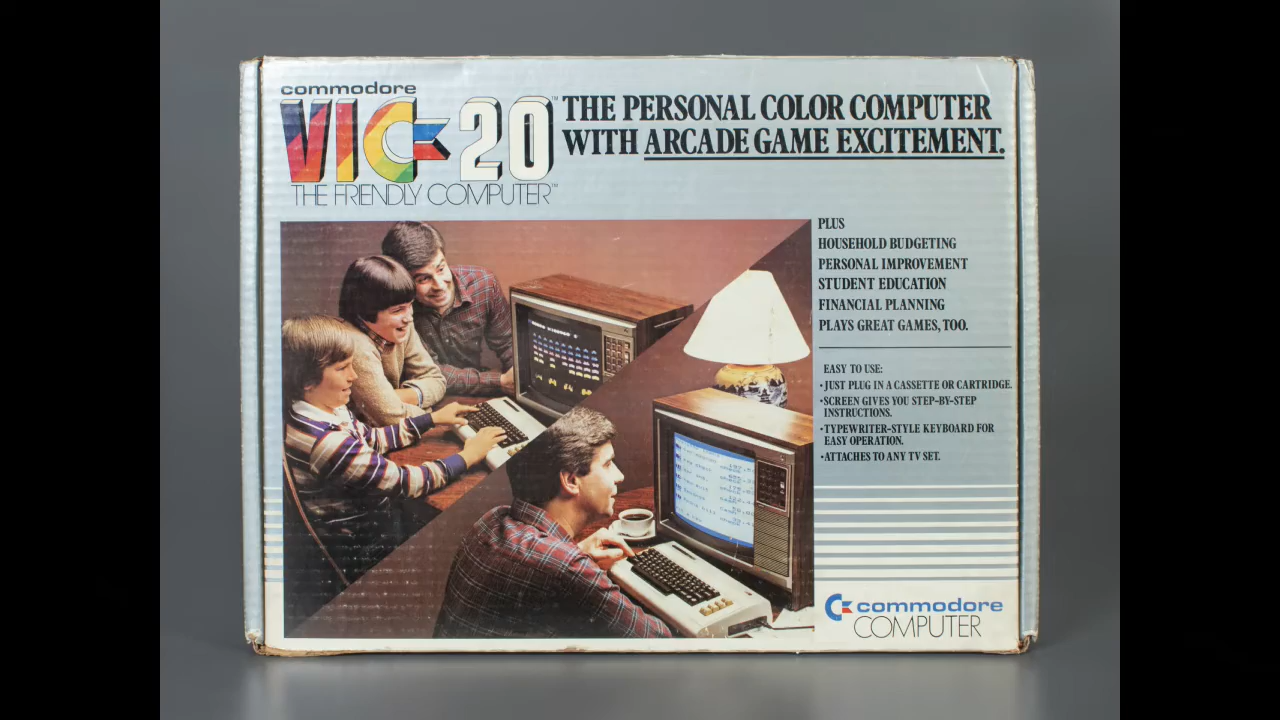 commodore
VIC-20™
THE FRIENDLY COMPUTER™
THE PERSONAL COLOR COMPUTER
WITH ARCADE GAME EXCITEMENT.
PLUS
HOUSEHOLD BUDGETING
PERSONAL IMPROVEMENT
STUDENT EDUCATION
FINANCIAL PLANNING
PLAYS GREAT GAMES, TOO.
EASY TO USE:
•JUST PLUG IN A CASSETTE OR CARTRIDGE.
•SCREEN GIVES YOU STEP-BY-STEP
INSTRUCTIONS.
•TYPEWRITER-STYLE KEYBOARD FOR
EASY OPERATION.
•ATTACHES TO ANY TV SET.
commodore
COMPUTER